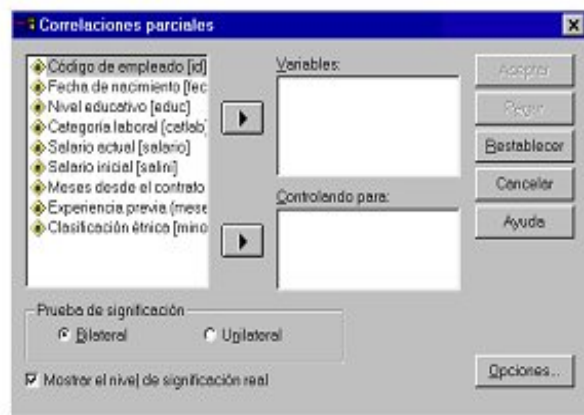 Correlaciones parciales
Código de empleado [id]
Fecha de nacimiento [fec
Nivel educativo [educ]
Categoría laboral [catlab]
Salario actual [salario]
Salario inicial [salini]
Meses desde el contrato
Experiencia previa (mese
Clasificación étnica [mino
Variables:
Controlando para:
Aceptar
Pegar
Restablecer
Cancelar
Ayuda
Prueba de significación
Bilateral
Unilateral
Mostrar el nivel de significación real
Opciones...